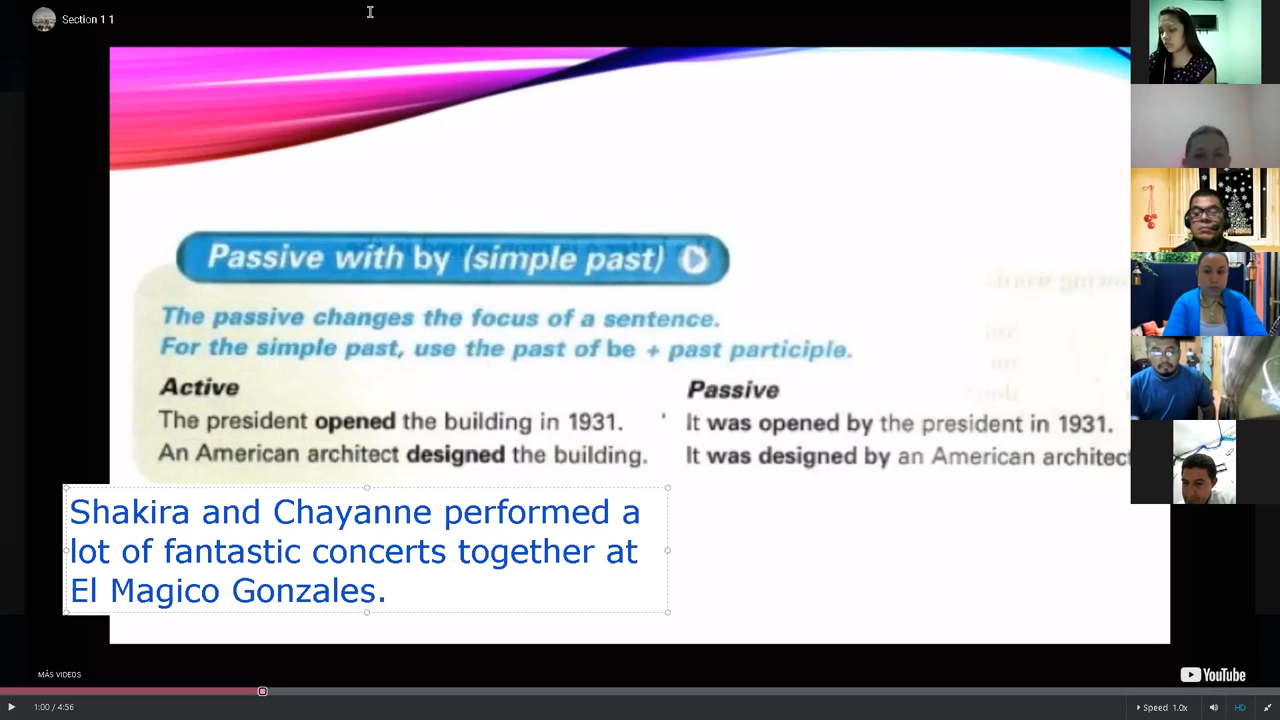 Section 1 1
Passive with by (simple past)
The passive changes the focus of a sentence.
For the simple past, use the past of be + past participle.
Active
The president opened the building in 1931.
An American architect designed the building.
Passive
It was opened by the president in 1931.
It was designed by an American architect
Shakira and Chayanne performed a
lot of fantastic concerts together at
El Magico Gonzales.
MÁS VIDEOS
YouTube
1:00 / 4:56
Speed 1.0x
HD